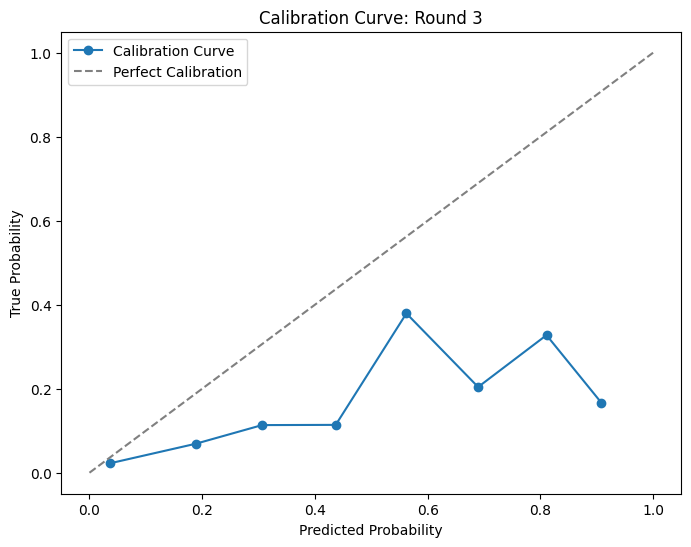 Calibration Curve: Round 3
Calibration Curve
Perfect Calibration
1.0
0.8
0.6
0.4
0.2
0.0
True Probability
0.0 0.2 0.4 0.6 0.8 1.0
Predicted Probability